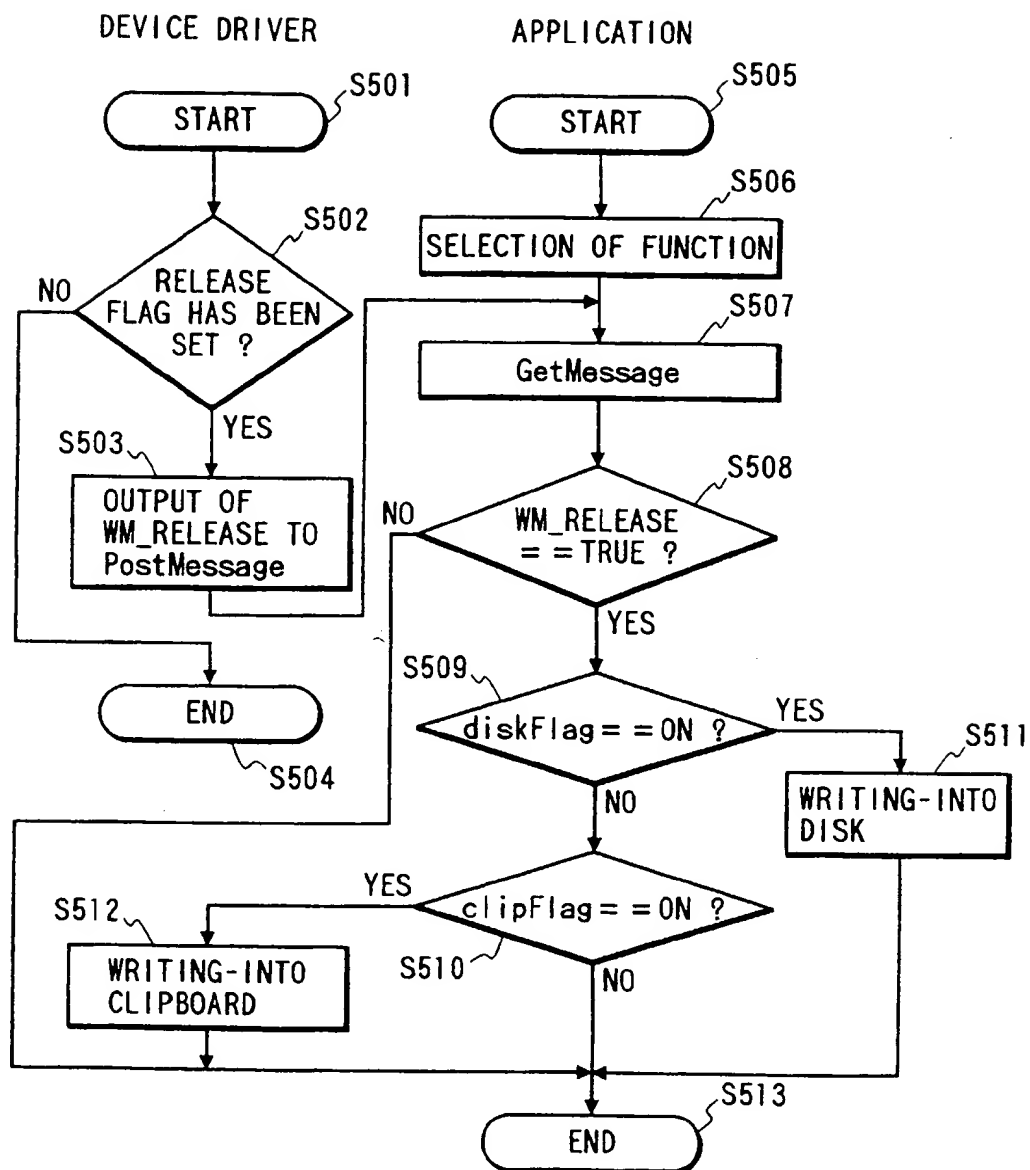 DEVICE DRIVER
APPLICATION
S501
START
S505
START
S506
SELECTION OF FUNCTION
S502
RELEASE
FLAG HAS BEEN
SET ?
NO
YES
S507
GetMessage
S503
OUTPUT OF
WM_RELEASE TO
PostMessage
S508
WM_RELEASE
==TRUE ?
NO
YES
END
S504
S509
diskFlag==ON ?
YES
NO
S511
WRITING-INTO
DISK
clipFlag==ON ?
S510
YES
NO
S512
WRITING-INTO
CLIPBOARD
S513
END